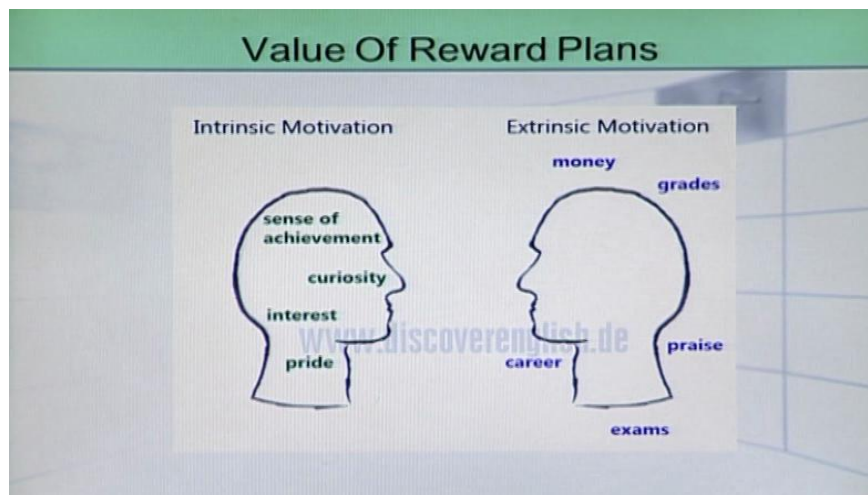 Value Of Reward Plans
Intrinsic Motivation
Extrinsic Motivation
money
grades
sense of
achievement
curiosity
interest
pride
www.discoverenglish.de
career
praise
exams